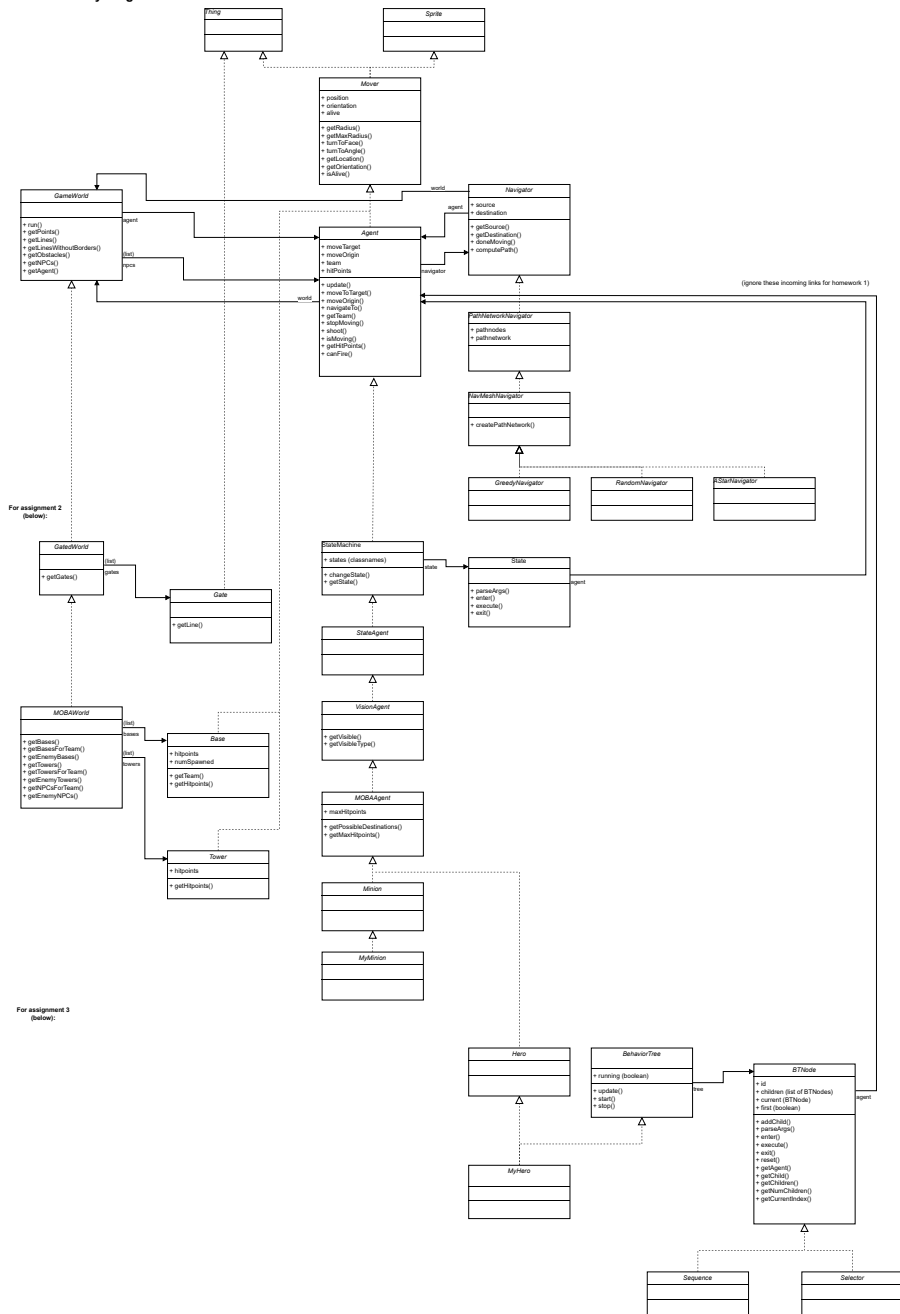 Thing
Sprite
Mover
+ position
+ orientation
+ alive
+ getRadius()
+ getMaxRadius()
+ turnToFace()
+ turnToAngle()
+ getLocation()
+ getOrientation()
+ isAlive()
GameWorld
+ run()
+ getPoints()
+ getLines()
+ getLinesWithoutBorders()
+ getObstacles()
+ getNPCs()
+ getAgent()
agent
(list)
npcs
world
world
agent
navigator
Navigator
+ source
+ destination
+ getSource()
+ getDestination()
+ doneMoving()
+ computePath()
Agent
+ moveTarget
+ moveOrigin
+ team
+ hitPoints
+ update()
+ moveToTarget()
+ moveOrigin()
+ navigateTo()
+ getTeam()
+ stopMoving()
+ shoot()
+ isMoving()
+ getHitPoints()
+ canFire()
(ignore these incoming links for homework 1)
PathNetworkNavigator
+ pathnodes
+ pathnetwork
NavMeshNavigator
+ createPathNetwork()
GreedyNavigator
RandomNavigator
AStarNavigator
For assignment 2
(below):
GatedWorld
+ getGates()
(list)
gates
Gate
+ getLine()
StateMachine
+ states (classnames)
+ changeState()
+ getState()
state
State
+ parseArgs()
+ enter()
+ execute()
+ exit()
agent
StateAgent
VisionAgent
+ getVisible()
+ getVisibleType()
MOBAWorld
+ getBases()
+ getBasesForTeam()
+ getEnemyBases()
+ getTowers()
+ getTowersForTeam()
+ getEnemyTowers()
+ getNPCsForTeam()
+ getEnemyNPCs()
(list)
bases
(list)
towers
Base
+ hitpoints
+ numSpawned
+ getTeam()
+ getHitpoints()
Tower
+ hitpoints
+ getHitpoints()
MOBAAgent
+ maxHitpoints
+ getPossibleDestinations()
+ getMaxHitpoints()
Minion
MyMinion
For assignment 3
(below):
Hero
BehaviorTree
+ running (boolean)
+ update()
+ start()
+ stop()
tree
BTNode
+ id
+ children (list of BTNodes)
+ current (BTNode)
+ first (boolean)
+ addChild()
+ parseArgs()
+ enter()
+ execute()
+ exit()
+ reset()
+ getAgent()
+ getChild()
+ getChildren()
+ getNumChildren()
+ getCurrentIndex()
agent
MyHero
Sequence
Selector